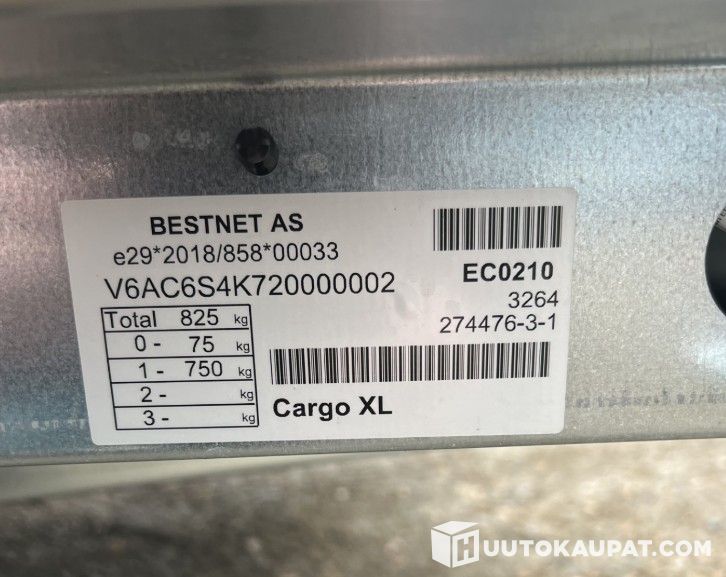 BESTNET AS
e29*2018/858*00033
V6AC6S4K720000002
Total 825 kg
0 - 75 kg
1 - 750 kg
2 - kg
3 - kg
EC0210
3264
274476-3-1
Cargo XL
HUUTOKAUPAT.COM